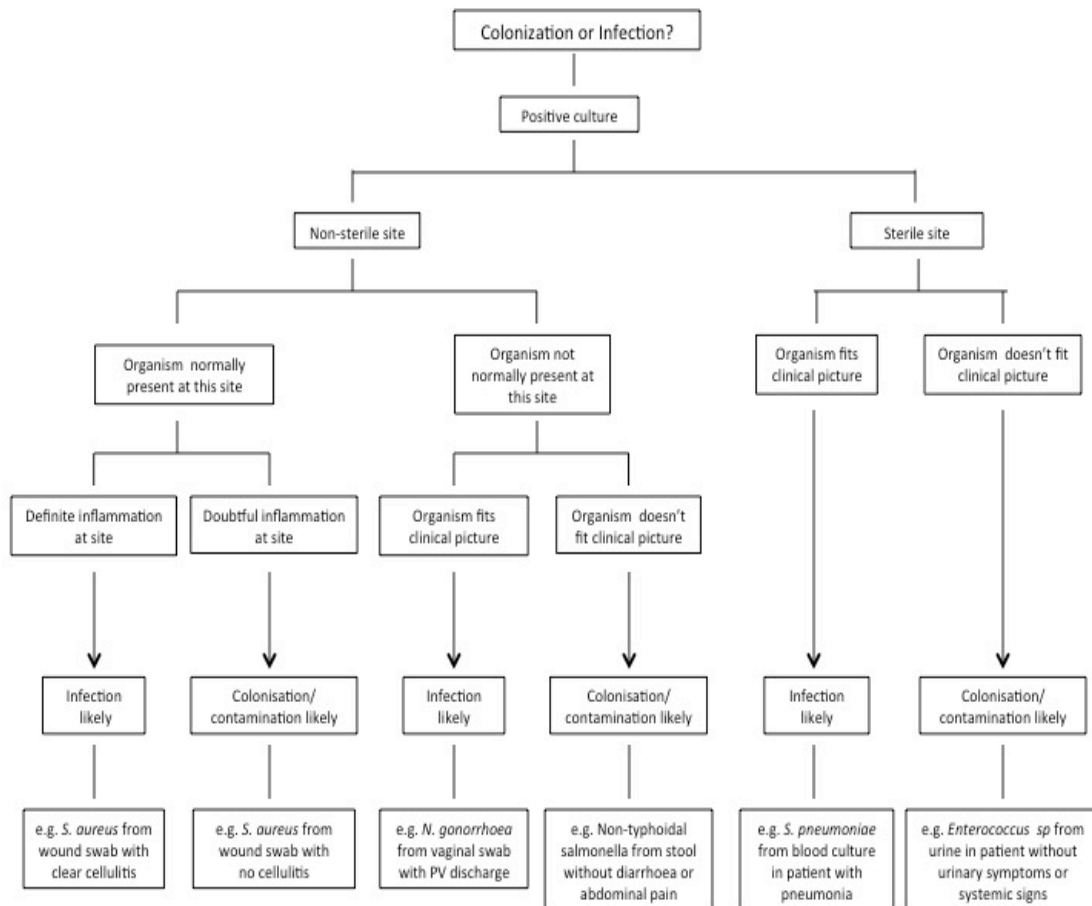 Colonization or Infection?
Positive culture
Non-sterile site
Sterile site
Organism normally
present at this site
Organism not
normally present at
this site
Organism fits
clinical picture
Organism doesn't fit
clinical picture
Definite inflammation
at site
Doubtful inflammation
at site
Organism fits
clinical picture
Organism doesn't
fit clinical picture
Infection
likely
Colonisation/
contamination likely
Infection
likely
Colonisation/
contamination likely
Infection
likely
Colonisation/
contamination likely
e.g. S. aureus from
wound swab with
clear cellulitis
e.g. S. aureus from
wound swab with
no cellulitis
e.g. N. gonorrhoea
from vaginal swab
with PV discharge
e.g. Non-typhoidal
salmonella from stool
without diarrhoea or
abdominal pain
e.g. S. pneumoniae
from blood culture
in patient with
pneumonia
e.g. Enterococcus sp from
urine in patient without
urinary symptoms or
systemic signs